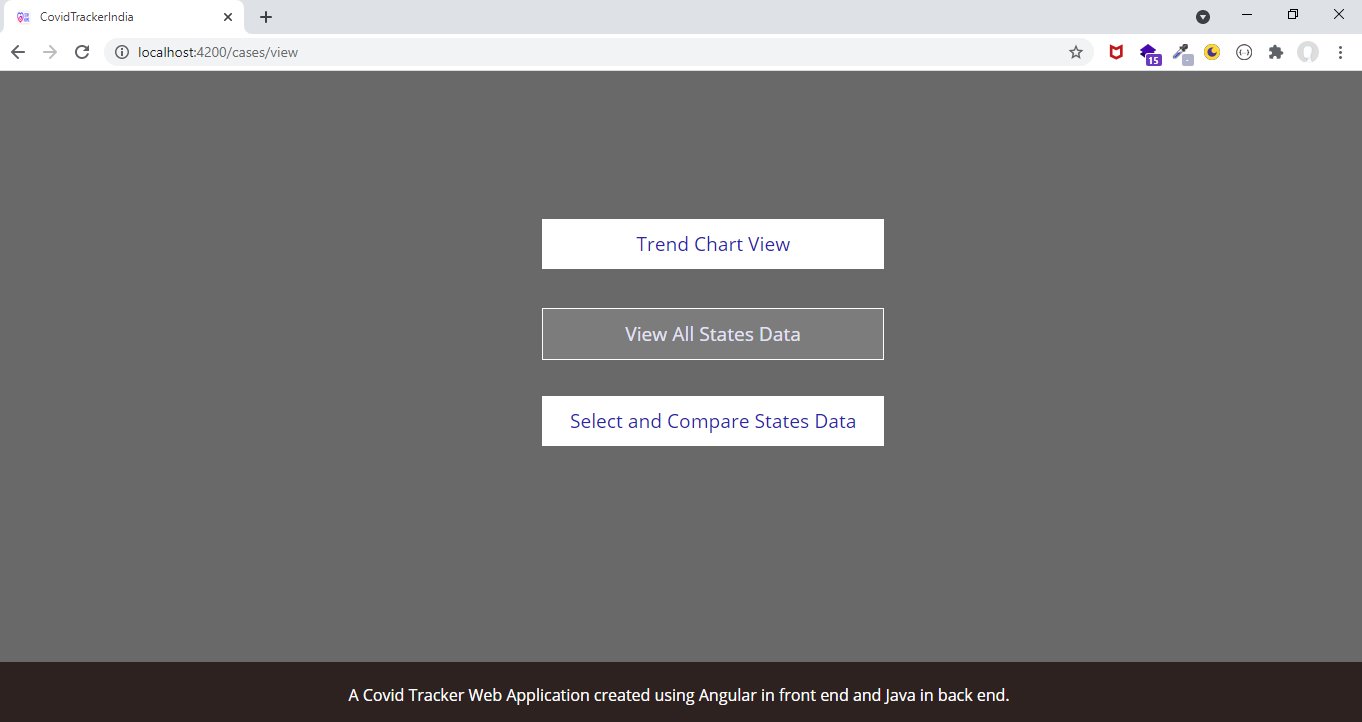 CovidTrackerIndia
localhost:4200/cases/view
15
Trend Chart View
View All States Data
Select and Compare States Data
A Covid Tracker Web Application created using Angular in front end and Java in back end.